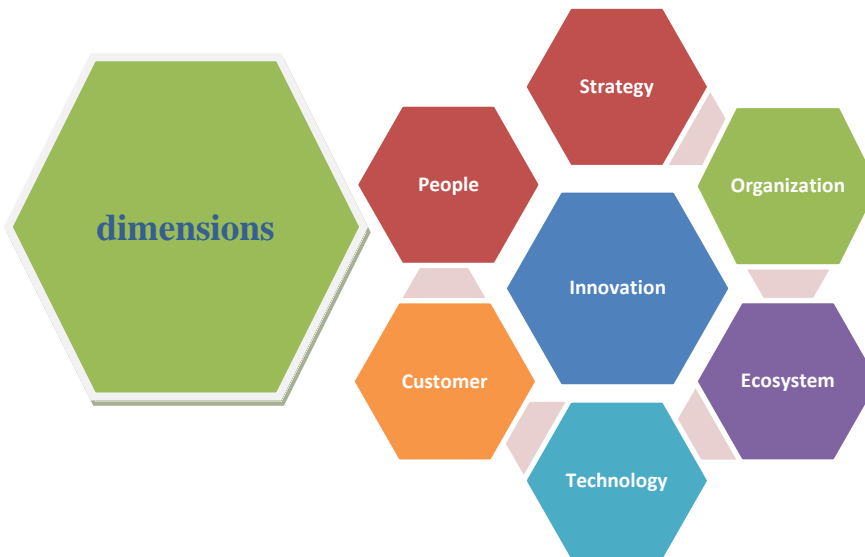 dimensions
Strategy
People
Organization
Innovation
Customer
Ecosystem
Technology